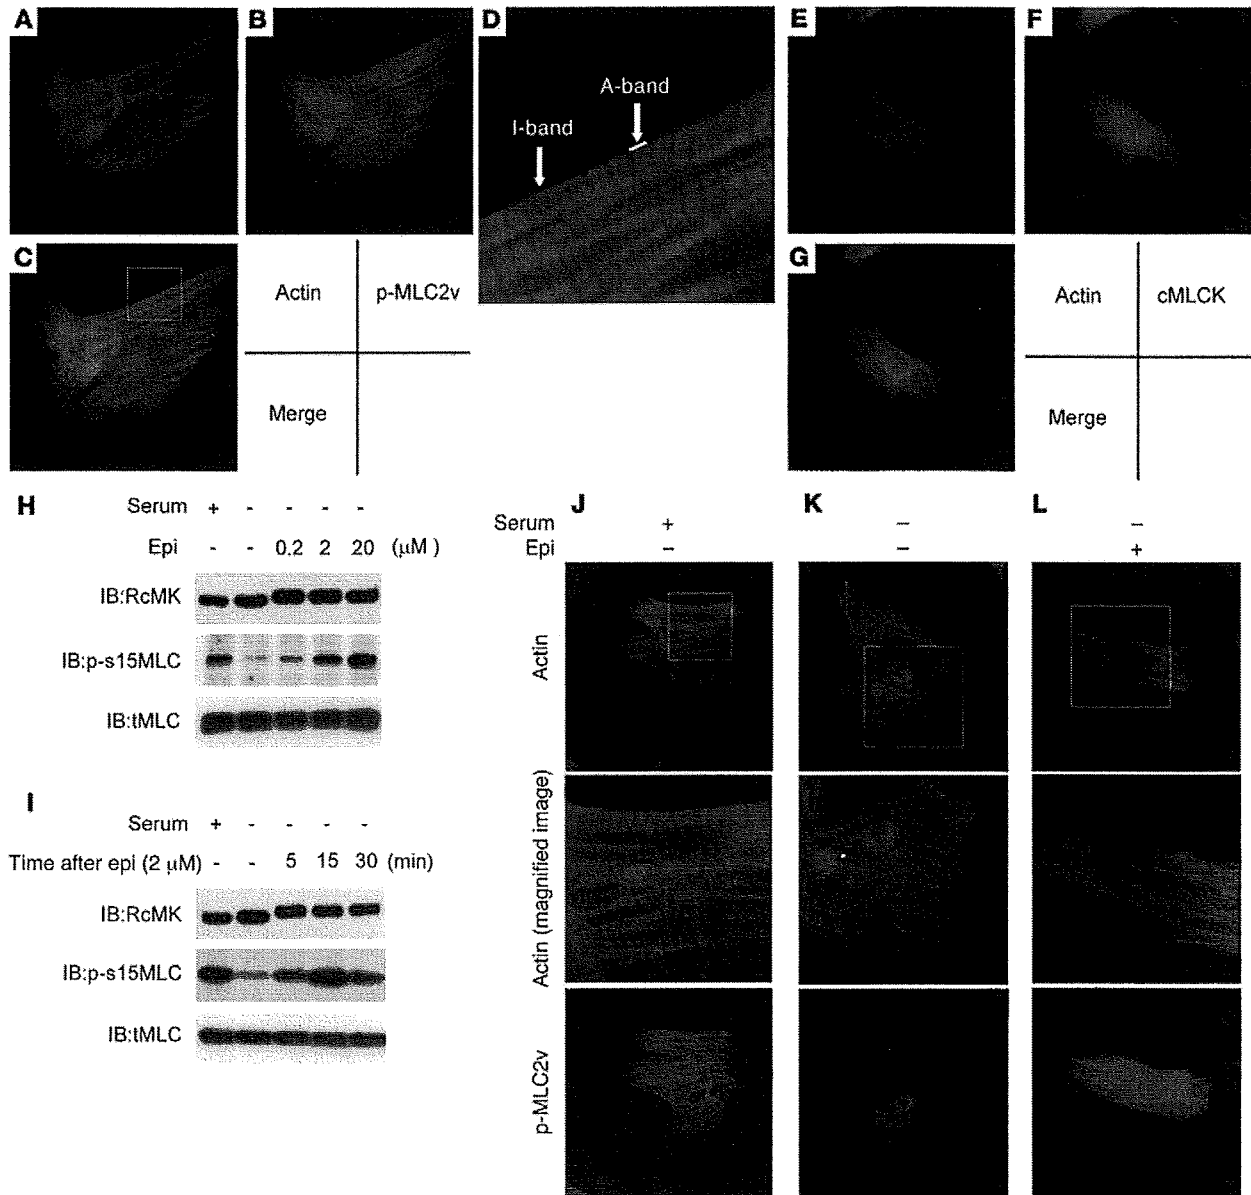 A
B
D
E
F
A-band
I-band
C
G
Actin
p-MLC2v
Merge
Actin
cMLCK
Merge
H
Serum + - - - -
Epi - - 0.2 2 20 (μM )
IB:RcMK
IB:p-s15MLC
IB:tMLC
I
Serum + - - - -
Time after epi (2 μM) - - 5 15 30 (min)
IB:RcMK
IB:p-s15MLC
IB:tMLC
J
K
L
Serum + – –
Epi – – +
Actin
Actin (magnified image)
p-MLC2v